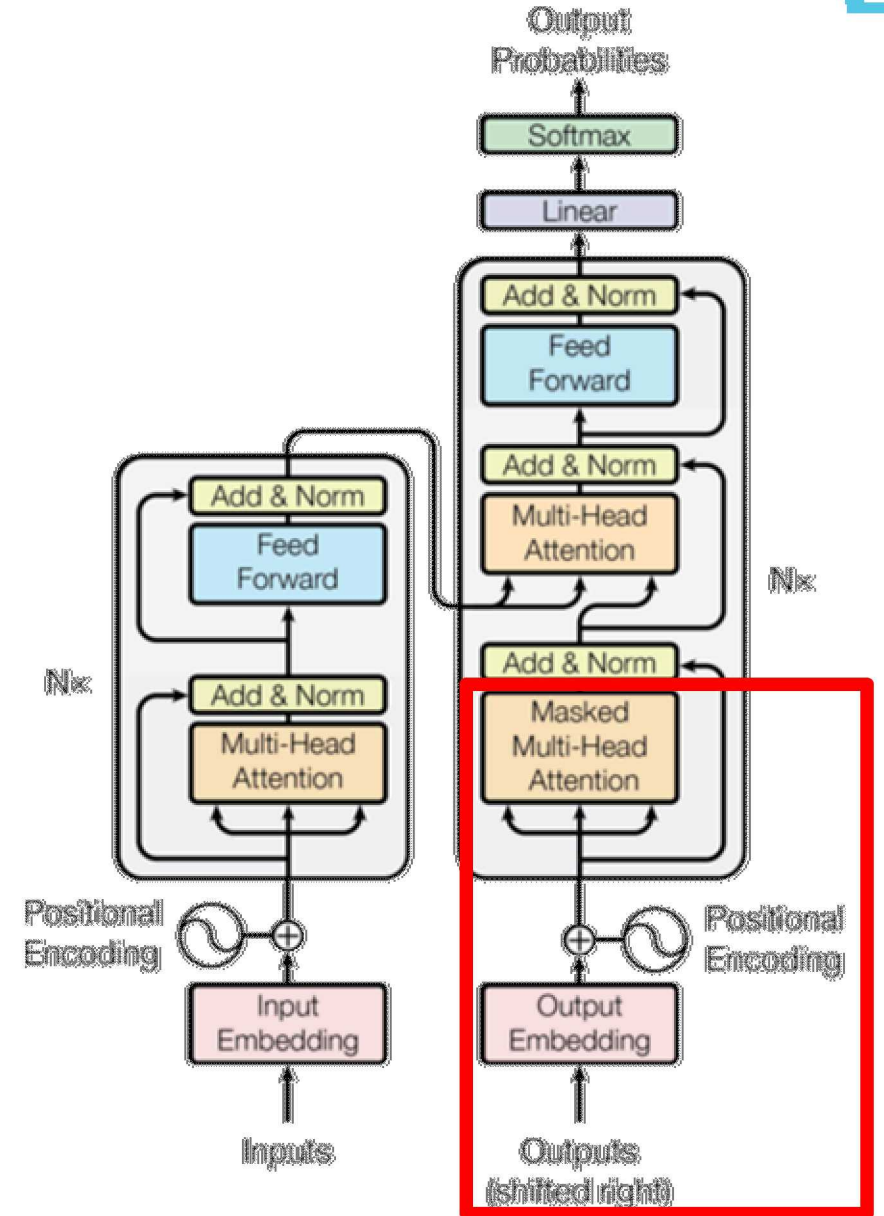 Output
Probabilities
Softmax
Linear
Add & Norm
Feed
Forward
Add & Norm
Multi-Head
Attention
Nx
Add & Norm
Masked
Multi-Head
Attention
Positional
Encoding
Output
Embedding
Outputs
(shifted right)
Add & Norm
Feed
Forward
Nx
Add & Norm
Multi-Head
Attention
Positional
Encoding
Input
Embedding
Inputs